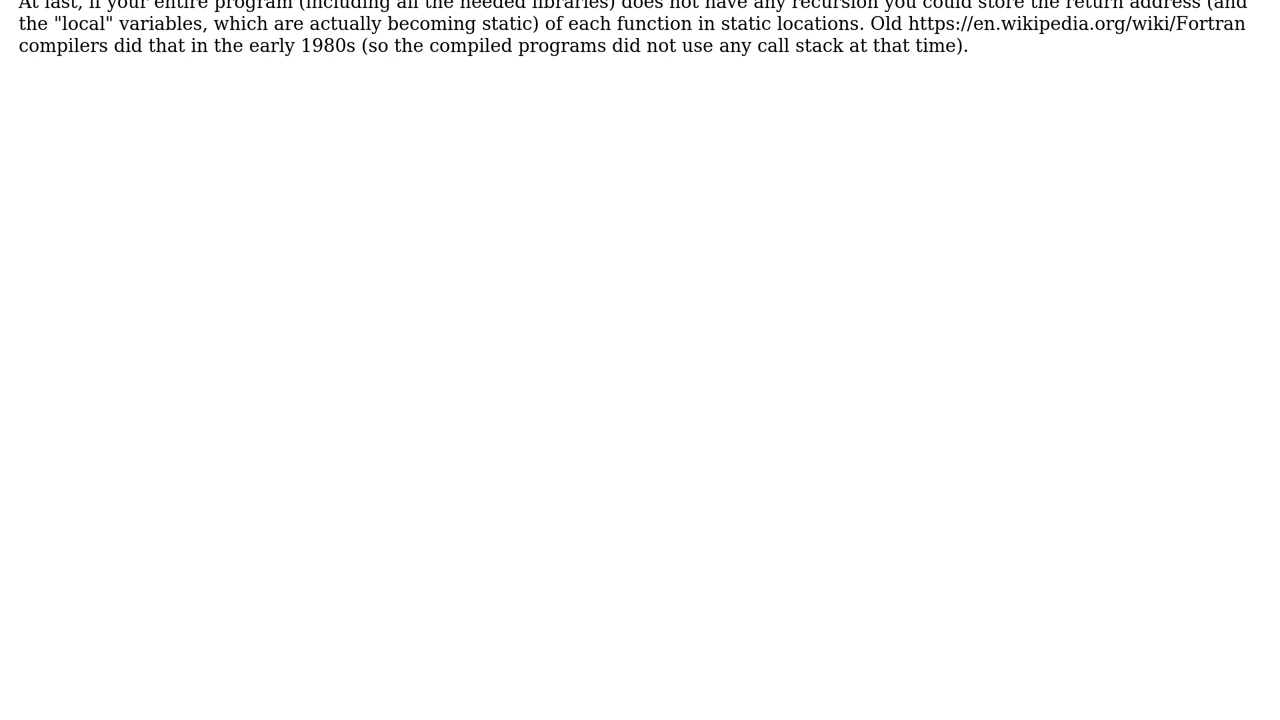 At last, if your entire program (including all the needed libraries) does not have any recursion you could store the return address (and
the "local" variables, which are actually becoming static) of each function in static locations. Old https://en.wikipedia.org/wiki/Fortran
compilers did that in the early 1980s (so the compiled programs did not use any call stack at that time).